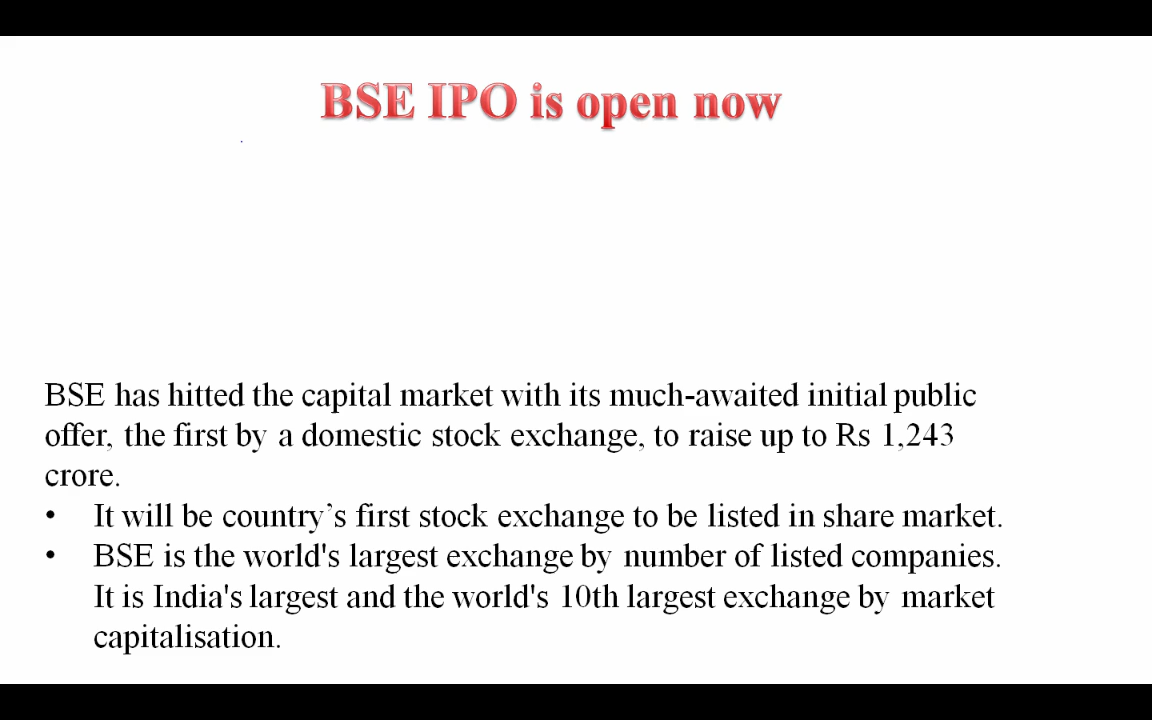 BSE IPO is open now
BSE has hitted the capital market with its much-awaited initial public
offer, the first by a domestic stock exchange, to raise up to Rs 1,243
crore.
• It will be country’s first stock exchange to be listed in share market.
• BSE is the world's largest exchange by number of listed companies.
It is India's largest and the world's 10th largest exchange by market
capitalisation.